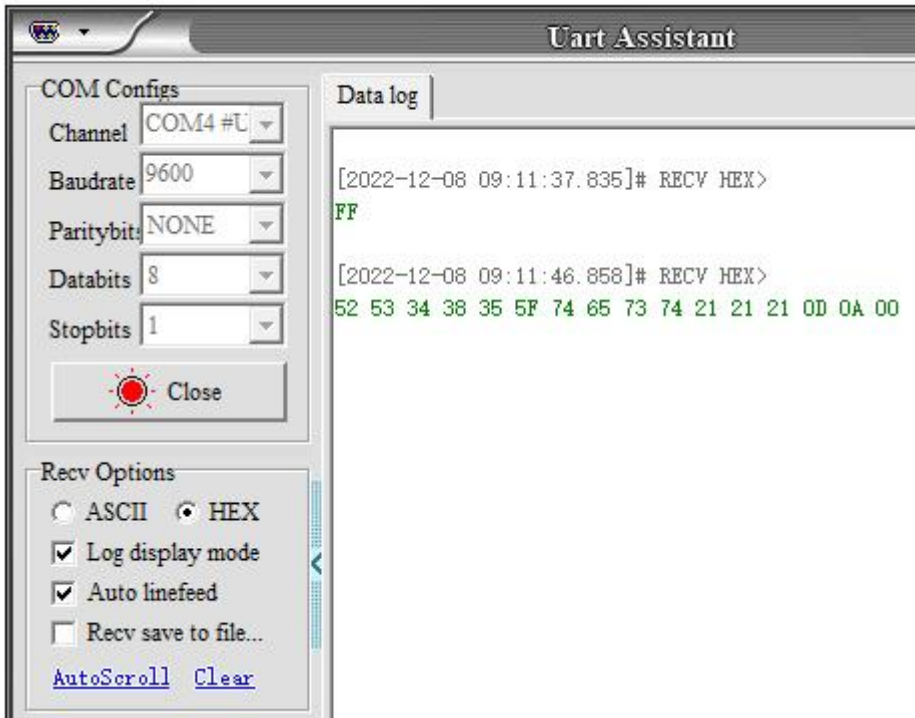 Uart Assistant
COM Configs
Channel COM4 #U
Baudrate 9600
Paritybits NONE
Databits 8
Stopbits 1
Close
Recv Options
ASCII HEX
Log display mode
Auto linefeed
Recv save to file...
AutoScroll Clear
Data log
[2022-12-08 09:11:37.835]# RECV HEX>
FF
[2022-12-08 09:11:46.858]# RECV HEX>
52 53 34 38 35 5F 74 65 73 74 21 21 21 0D 0A 00